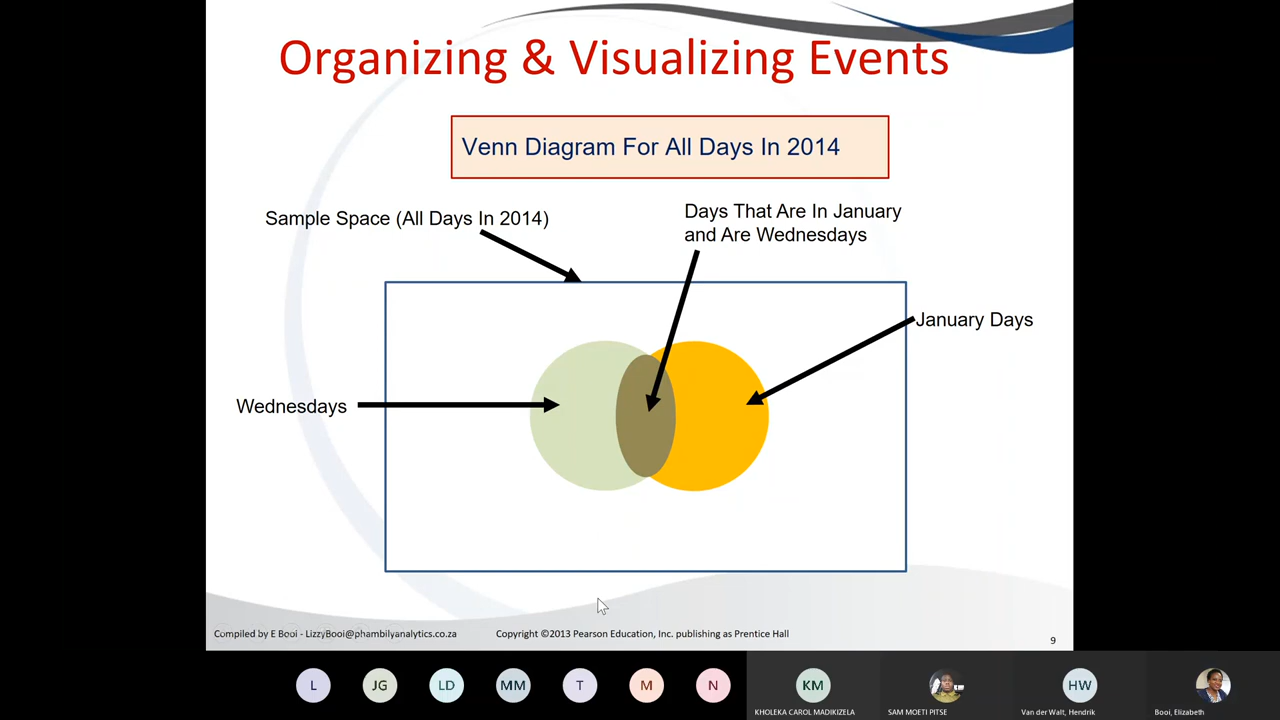 Organizing & Visualizing Events
Venn Diagram For All Days In 2014
Sample Space (All Days In 2014)
Days That Are In January
and Are Wednesdays
January Days
Wednesdays
Compiled by E Booi - LizzyBooi@phambilyanalytics.co.za
Copyright ©2013 Pearson Education, Inc. publishing as Prentice Hall
9
L
JG
LD
MM
T
M
N
KM
HW
KHOLEKA CAROL MADIKIZELA
SAM MOETI PITSE
Van der Walt, Hendrik
Booi, Elizabeth